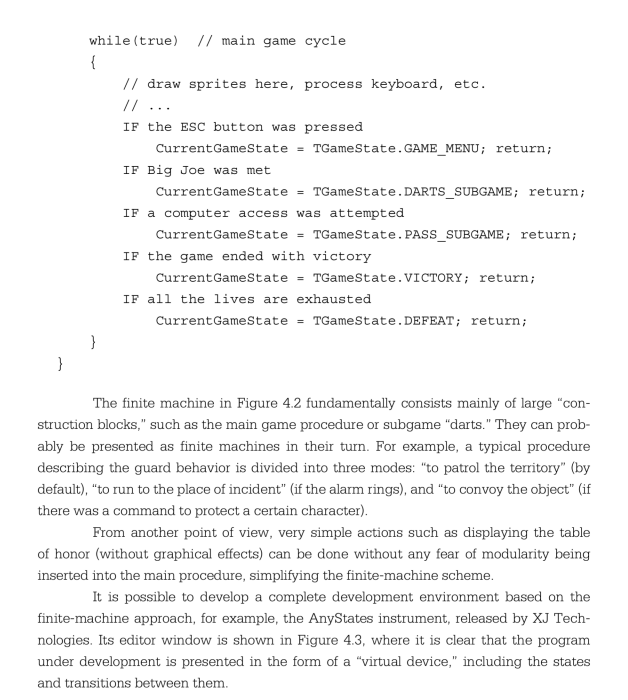 while(true)  // main game cycle
{
// draw sprites here, process keyboard, etc.
// ...
IF the ESC button was pressed
CurrentGameState = TGameState.GAME_MENU; return;
IF Big Joe was met
CurrentGameState = TGameState.DARTS_SUBGAME; return;
IF a computer access was attempted
CurrentGameState = TGameState.PASS_SUBGAME; return;
IF the game ended with victory
CurrentGameState = TGameState.VICTORY; return;
IF all the lives are exhausted
CurrentGameState = TGameState.DEFEAT; return;
}
}
The finite machine in Figure 4.2 fundamentally consists mainly of large “con-
struction blocks,” such as the main game procedure or subgame “darts.” They can prob-
ably be presented as finite machines in their turn. For example, a typical procedure
describing the guard behavior is divided into three modes: “to patrol the territory” (by
default), “to run to the place of incident” (if the alarm rings), and “to convoy the object” (if
there was a command to protect a certain character).
From another point of view, very simple actions such as displaying the table
of honor (without graphical effects) can be done without any fear of modularity being
inserted into the main procedure, simplifying the finite-machine scheme.
It is possible to develop a complete development environment based on the
finite-machine approach, for example, the AnyStates instrument, released by XJ Tech-
nologies. Its editor window is shown in Figure 4.3, where it is clear that the program
under development is presented in the form of a “virtual device,” including the states
and transitions between them.